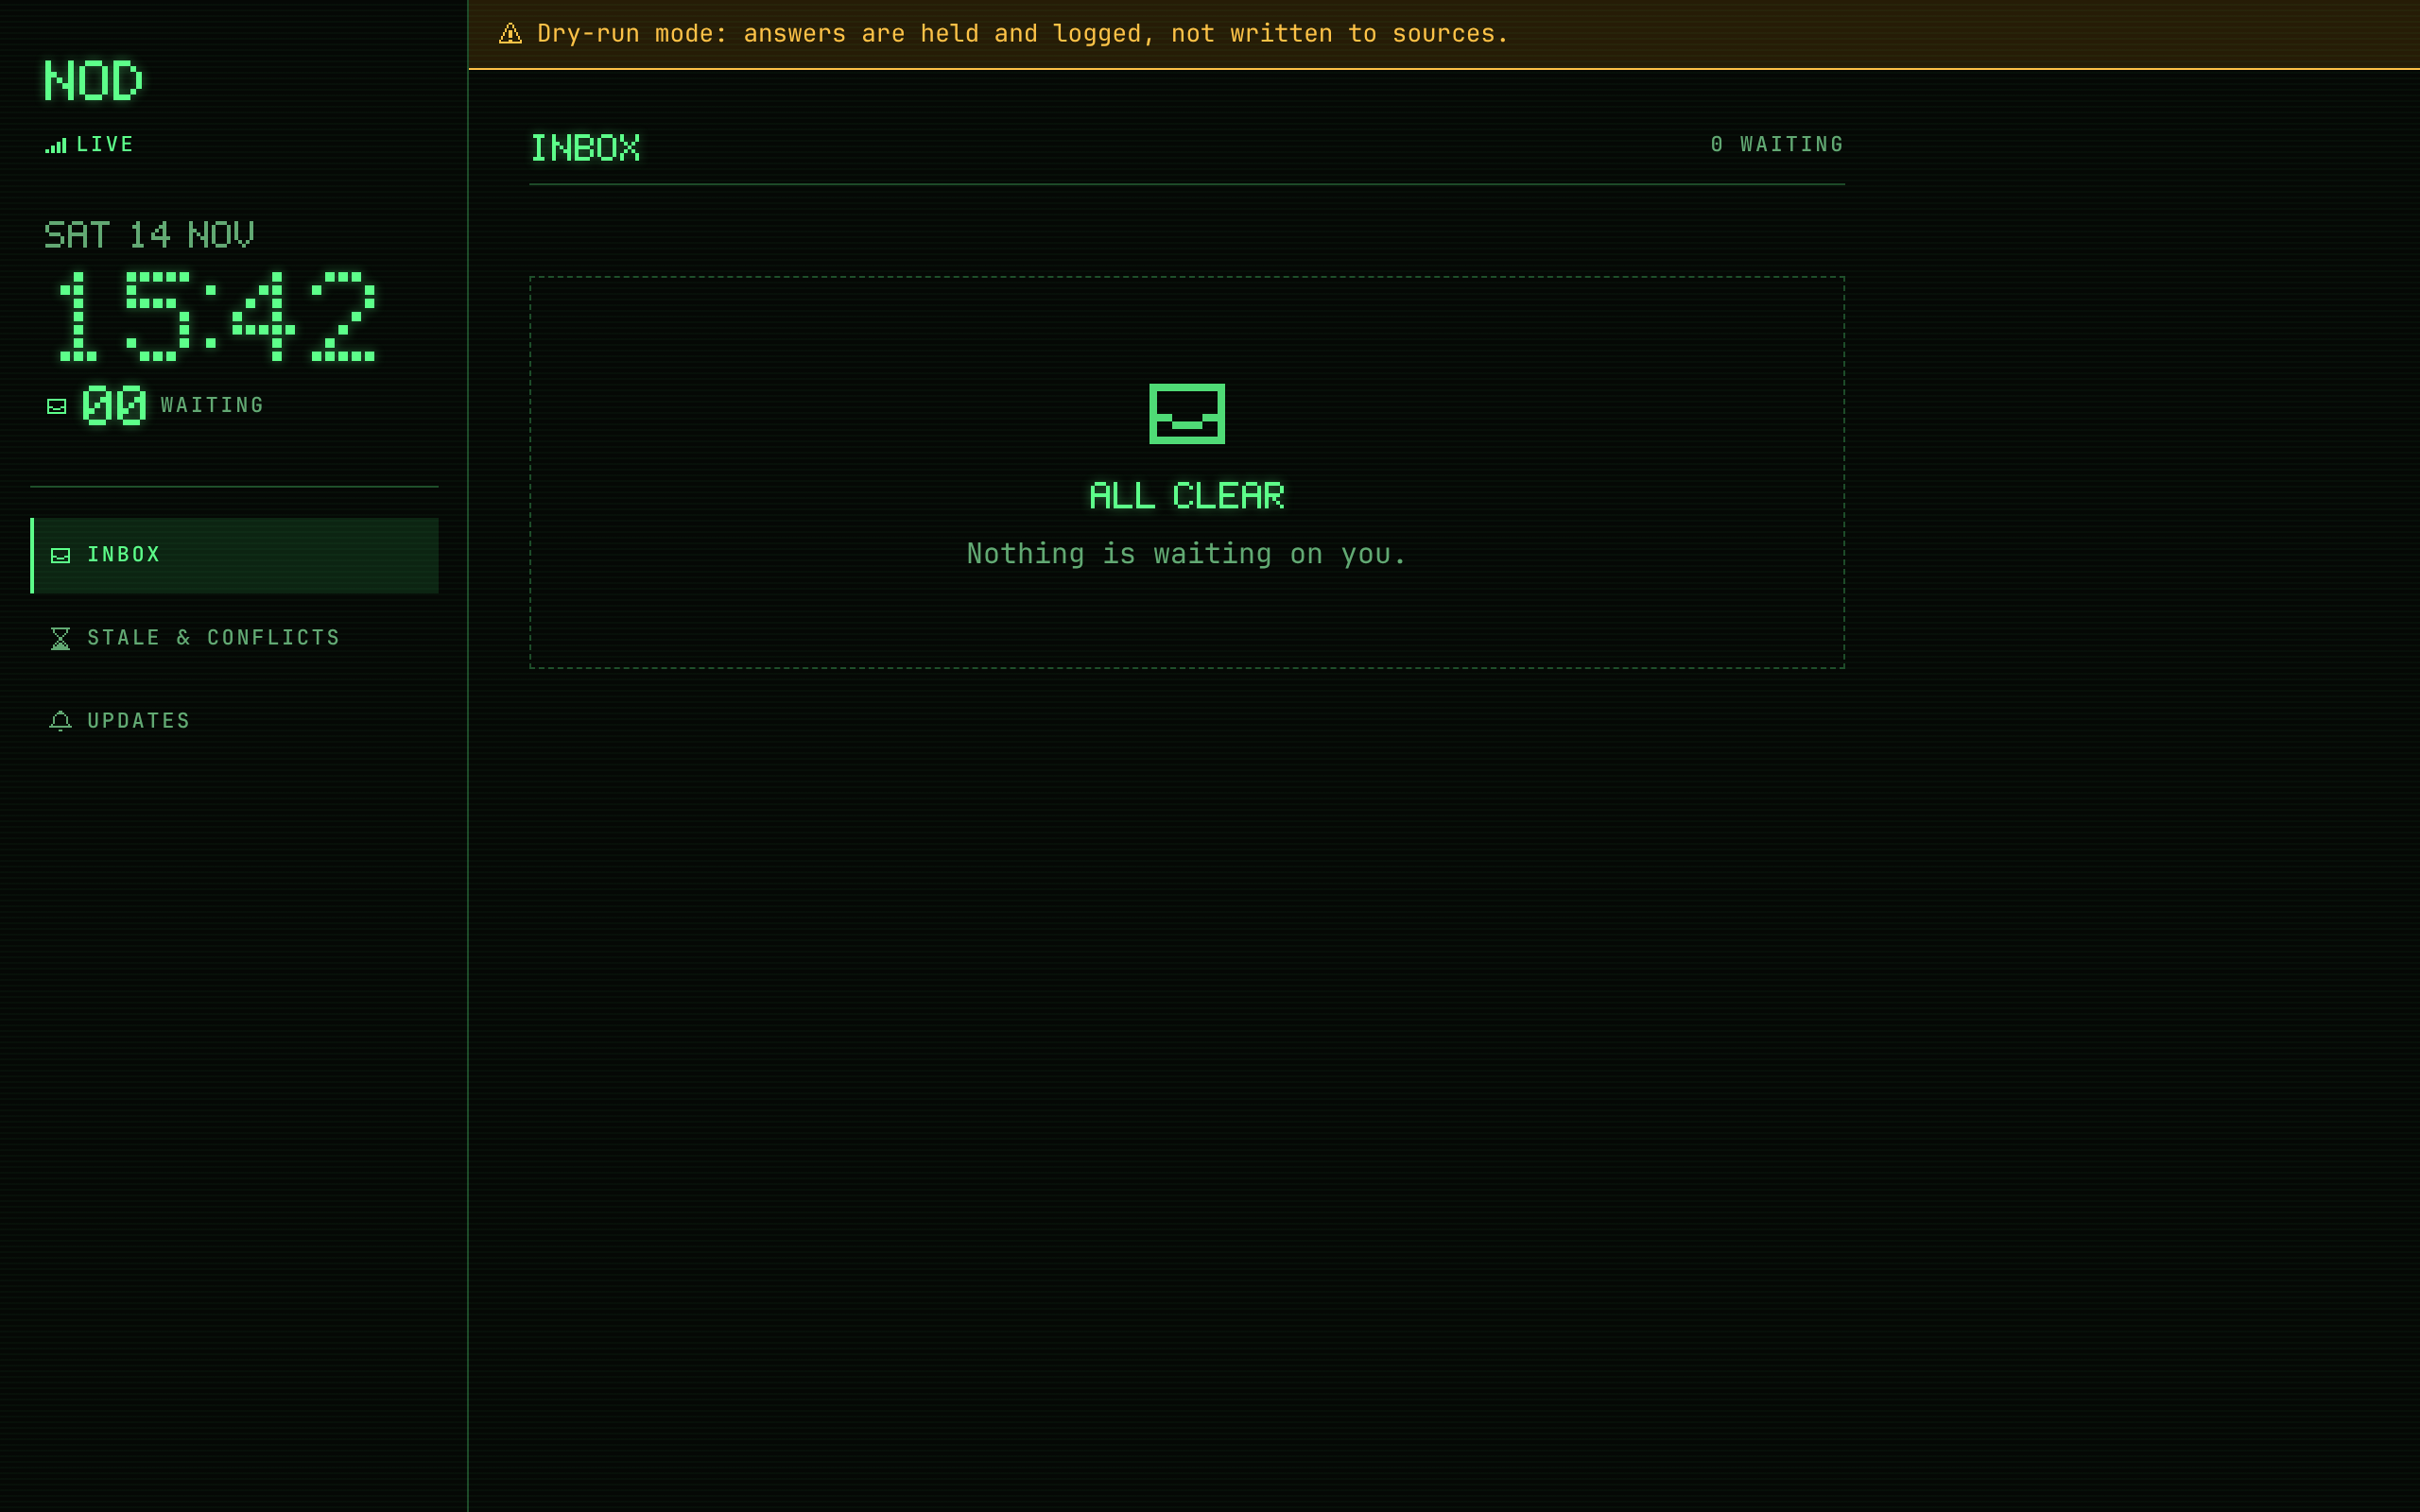 NOD
LIVE
SAT 14 NOV
15:42
00 WAITING
INBOX
STALE & CONFLICTS
UPDATES
Dry-run mode: answers are held and logged, not written to sources.
INBOX
0 WAITING
ALL CLEAR
Nothing is waiting on you.